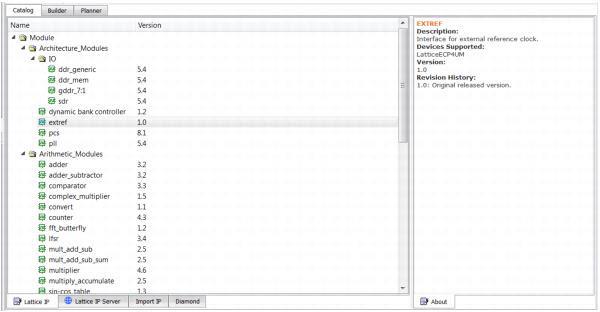 Catalog Builder Planner
Name Version
Module
Architecture_Modules
IO
ddr_generic 5.4
ddr_mem 5.4
gddr_7:1 5.4
sdr 5.4
dynamic bank controller 1.2
extref 1.0
pcs 8.1
pll 5.4
Arithmetic_Modules
adder 3.2
adder_subtractor 3.2
comparator 3.3
complex_multiplier 1.5
convert 1.1
counter 4.3
fft_butterfly 1.2
lfsr 3.4
mult_add_sub 2.5
mult_add_sub_sum 2.5
multiplier 4.6
multiply_accumulate 2.5
sin-cos_table 1.3
Lattice IP Lattice IP Server Import IP Diamond
EXTREF
Description:
Interface for external reference clock.
Devices Supported:
LatticeECP4UM
Version:
1.0
Revision History:
1.0: Original released version.
About